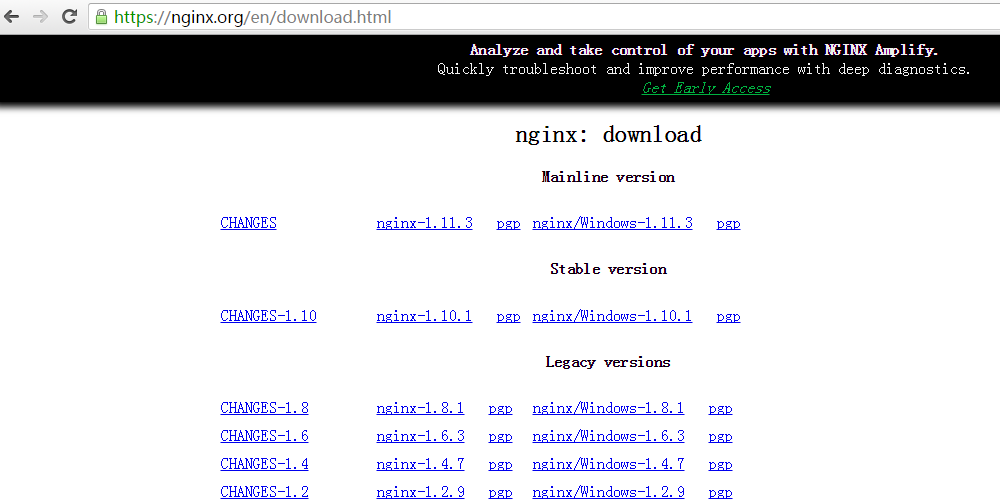 https://nginx.org/en/download.html
Analyze and take control of your apps with NGINX Amplify.
Quickly troubleshoot and improve performance with deep diagnostics.
Get Early Access
nginx: download
Mainline version
CHANGES nginx-1.11.3 pgp nginx/Windows-1.11.3 pgp
Stable version
CHANGES-1.10 nginx-1.10.1 pgp nginx/Windows-1.10.1 pgp
Legacy versions
CHANGES-1.8 nginx-1.8.1 pgp nginx/Windows-1.8.1 pgp
CHANGES-1.6 nginx-1.6.3 pgp nginx/Windows-1.6.3 pgp
CHANGES-1.4 nginx-1.4.7 pgp nginx/Windows-1.4.7 pgp
CHANGES-1.2 nginx-1.2.9 pgp nginx/Windows-1.2.9 pgp